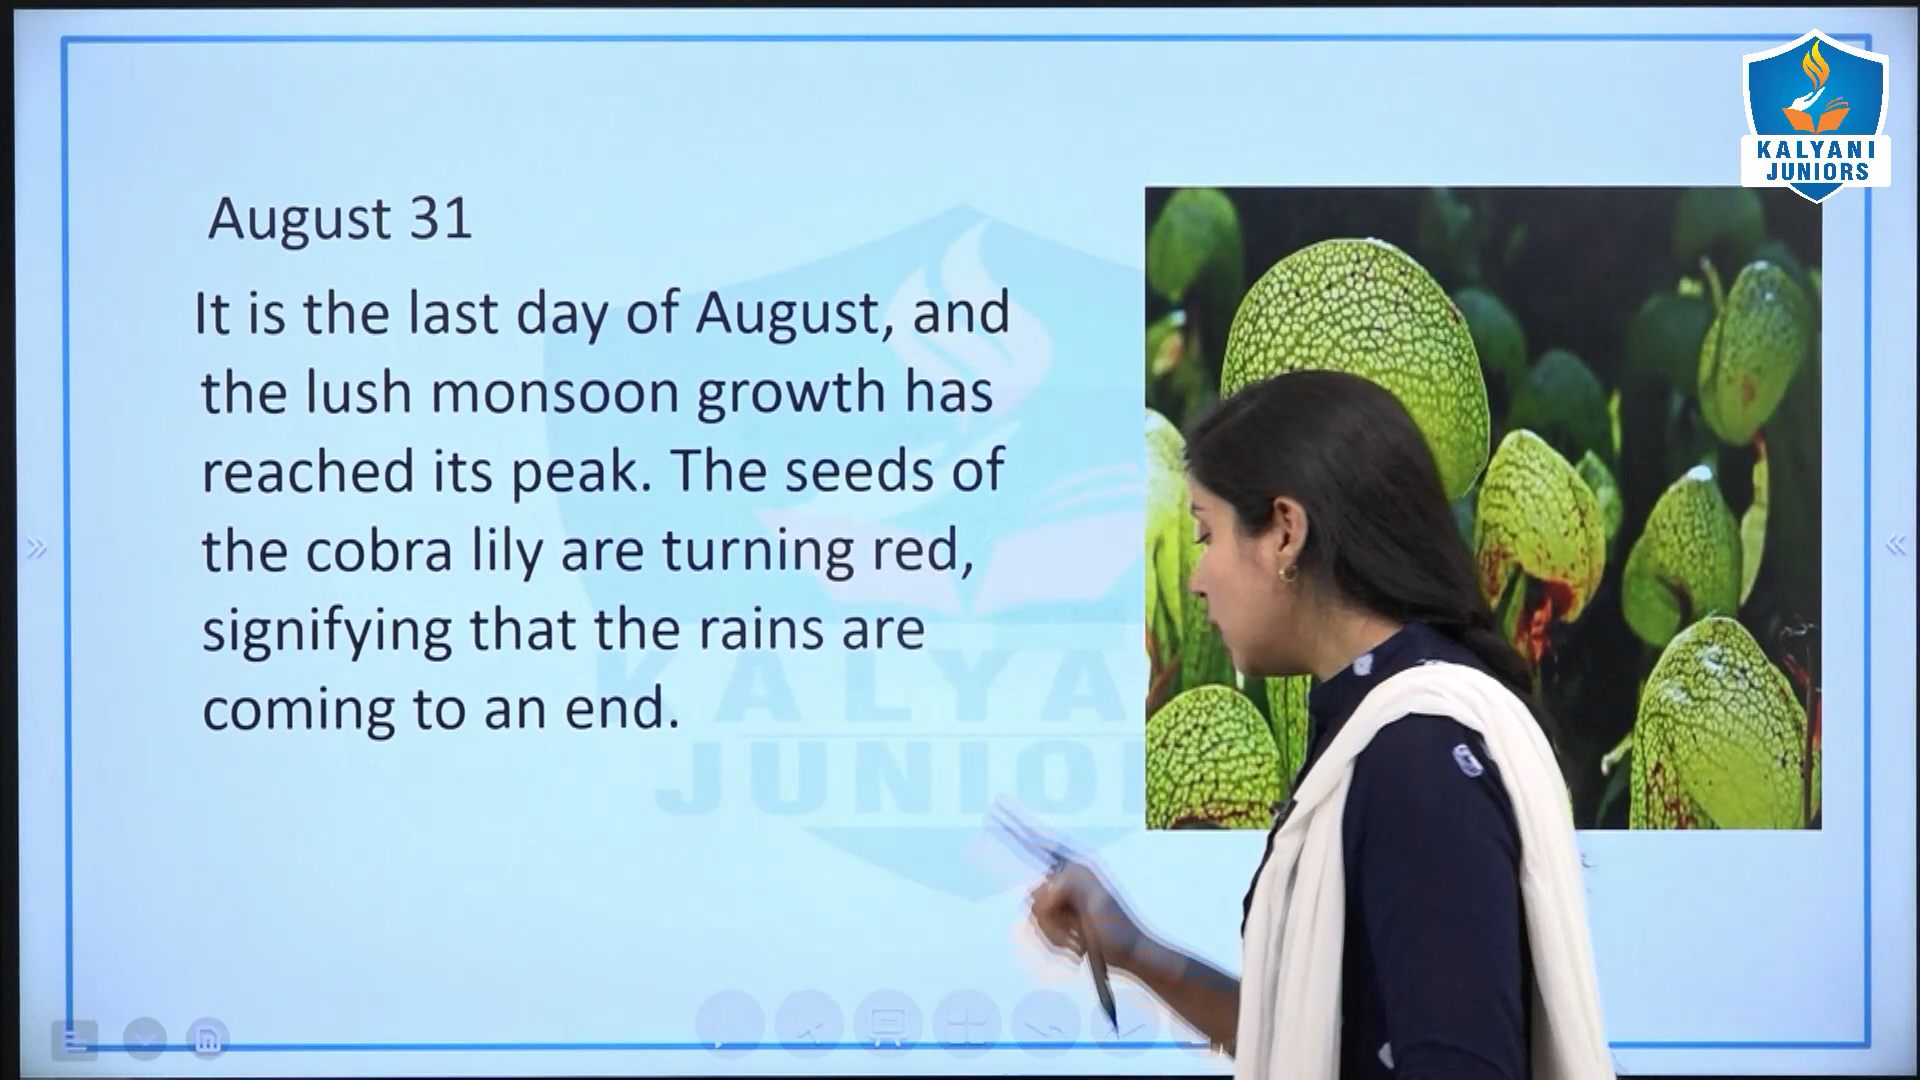 KALYANI
JUNIORS
August 31
It is the last day of August, and
the lush monsoon growth has
reached its peak. The seeds of
the cobra lily are turning red,
signifying that the rains are
coming to an end.
KALYA
JUNIO